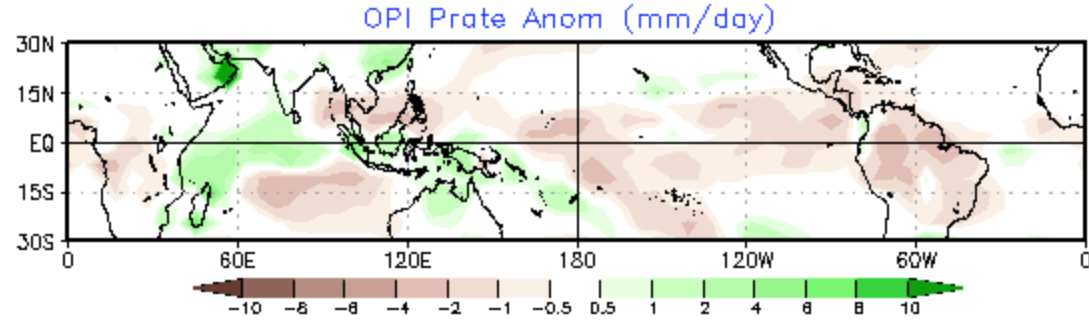 OPI Prate Anom (mm/day)
30N
15N
EQ
15S
30S
0 60E 120E 180 120W 60W 0
-10 -8 -6 -4 -2 -1 -0.5 0.5 1 2 4 6 8 10